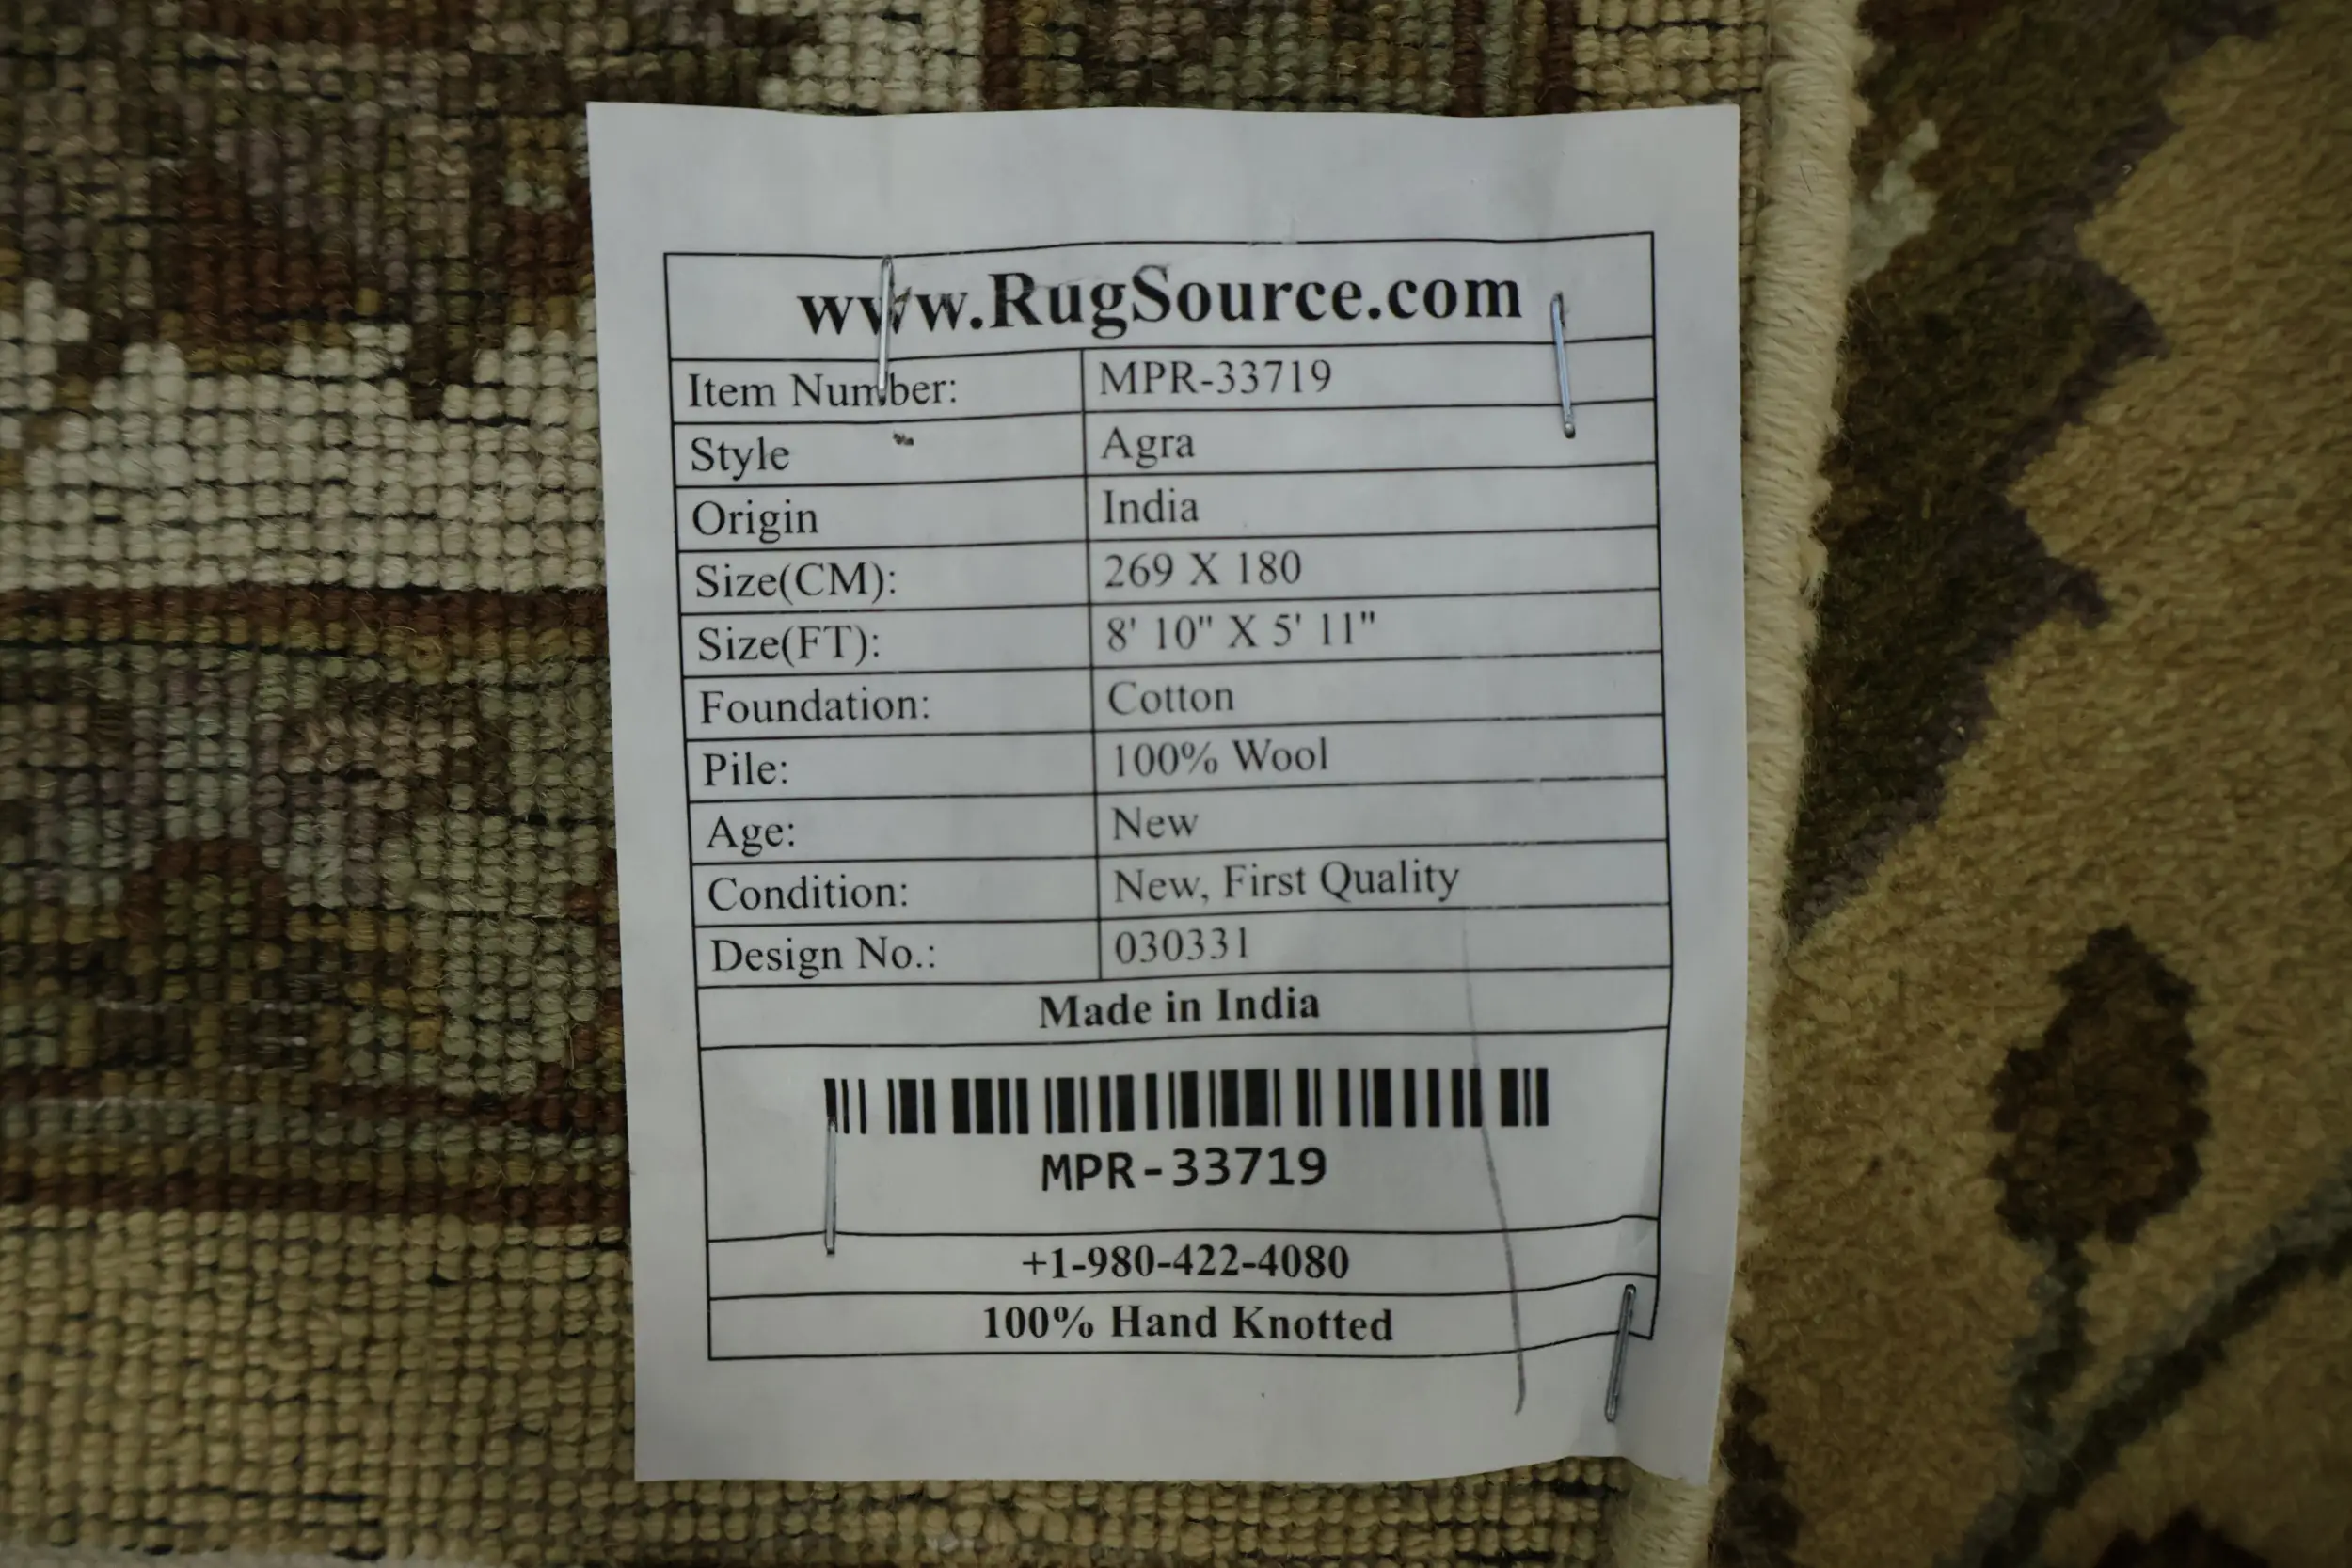 www.RugSource.com
Item Number: MPR-33719
Style Agra
Origin India
Size(CM): 269 X 180
Size(FT): 8' 10" X 5' 11"
Foundation: Cotton
Pile: 100% Wool
Age: New
Condition: New, First Quality
Design No.: 030331
Made in India
MPR-33719
+1-980-422-4080
100% Hand Knotted